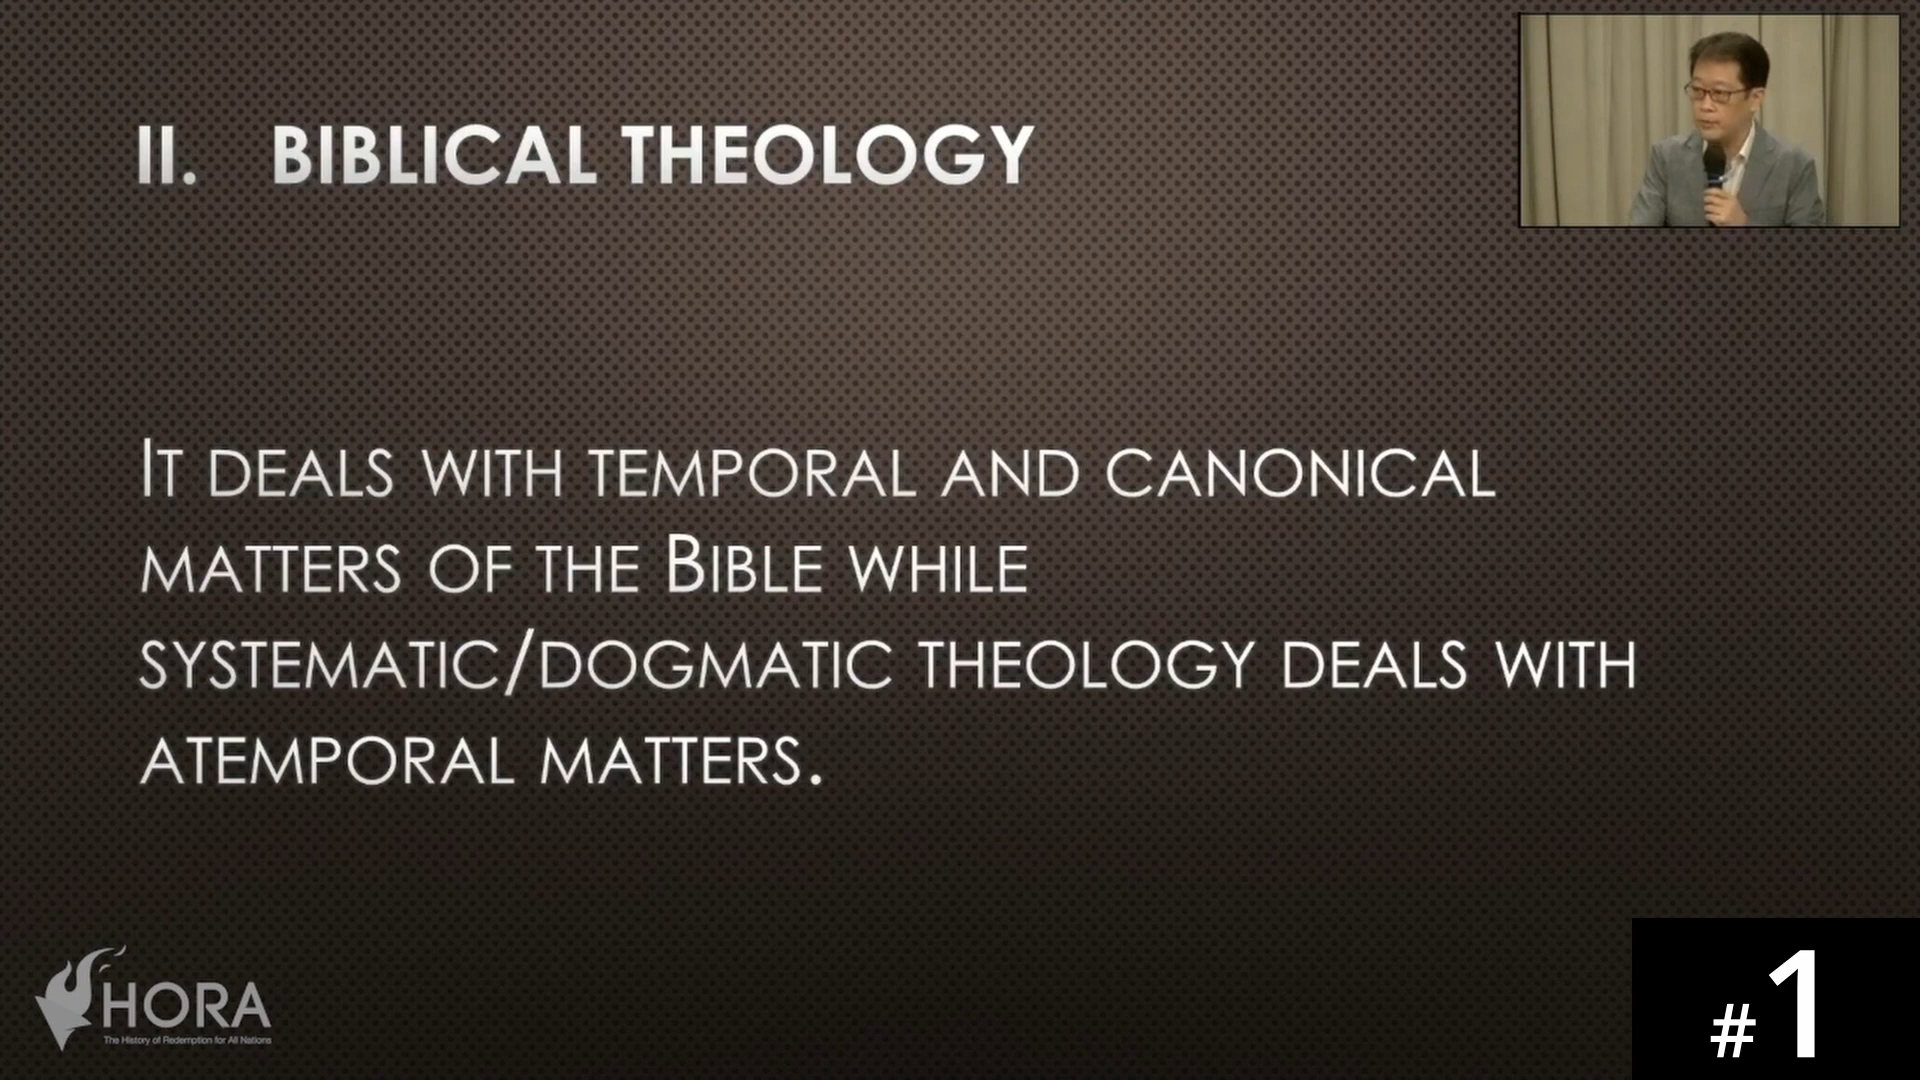 II. BIBLICAL THEOLOGY
IT DEALS WITH TEMPORAL AND CANONICAL
MATTERS OF THE BIBLE WHILE
SYSTEMATIC/DOGMATIC THEOLOGY DEALS WITH
ATEMPORAL MATTERS.
HORA
The History of Redemption for All Nations
#1